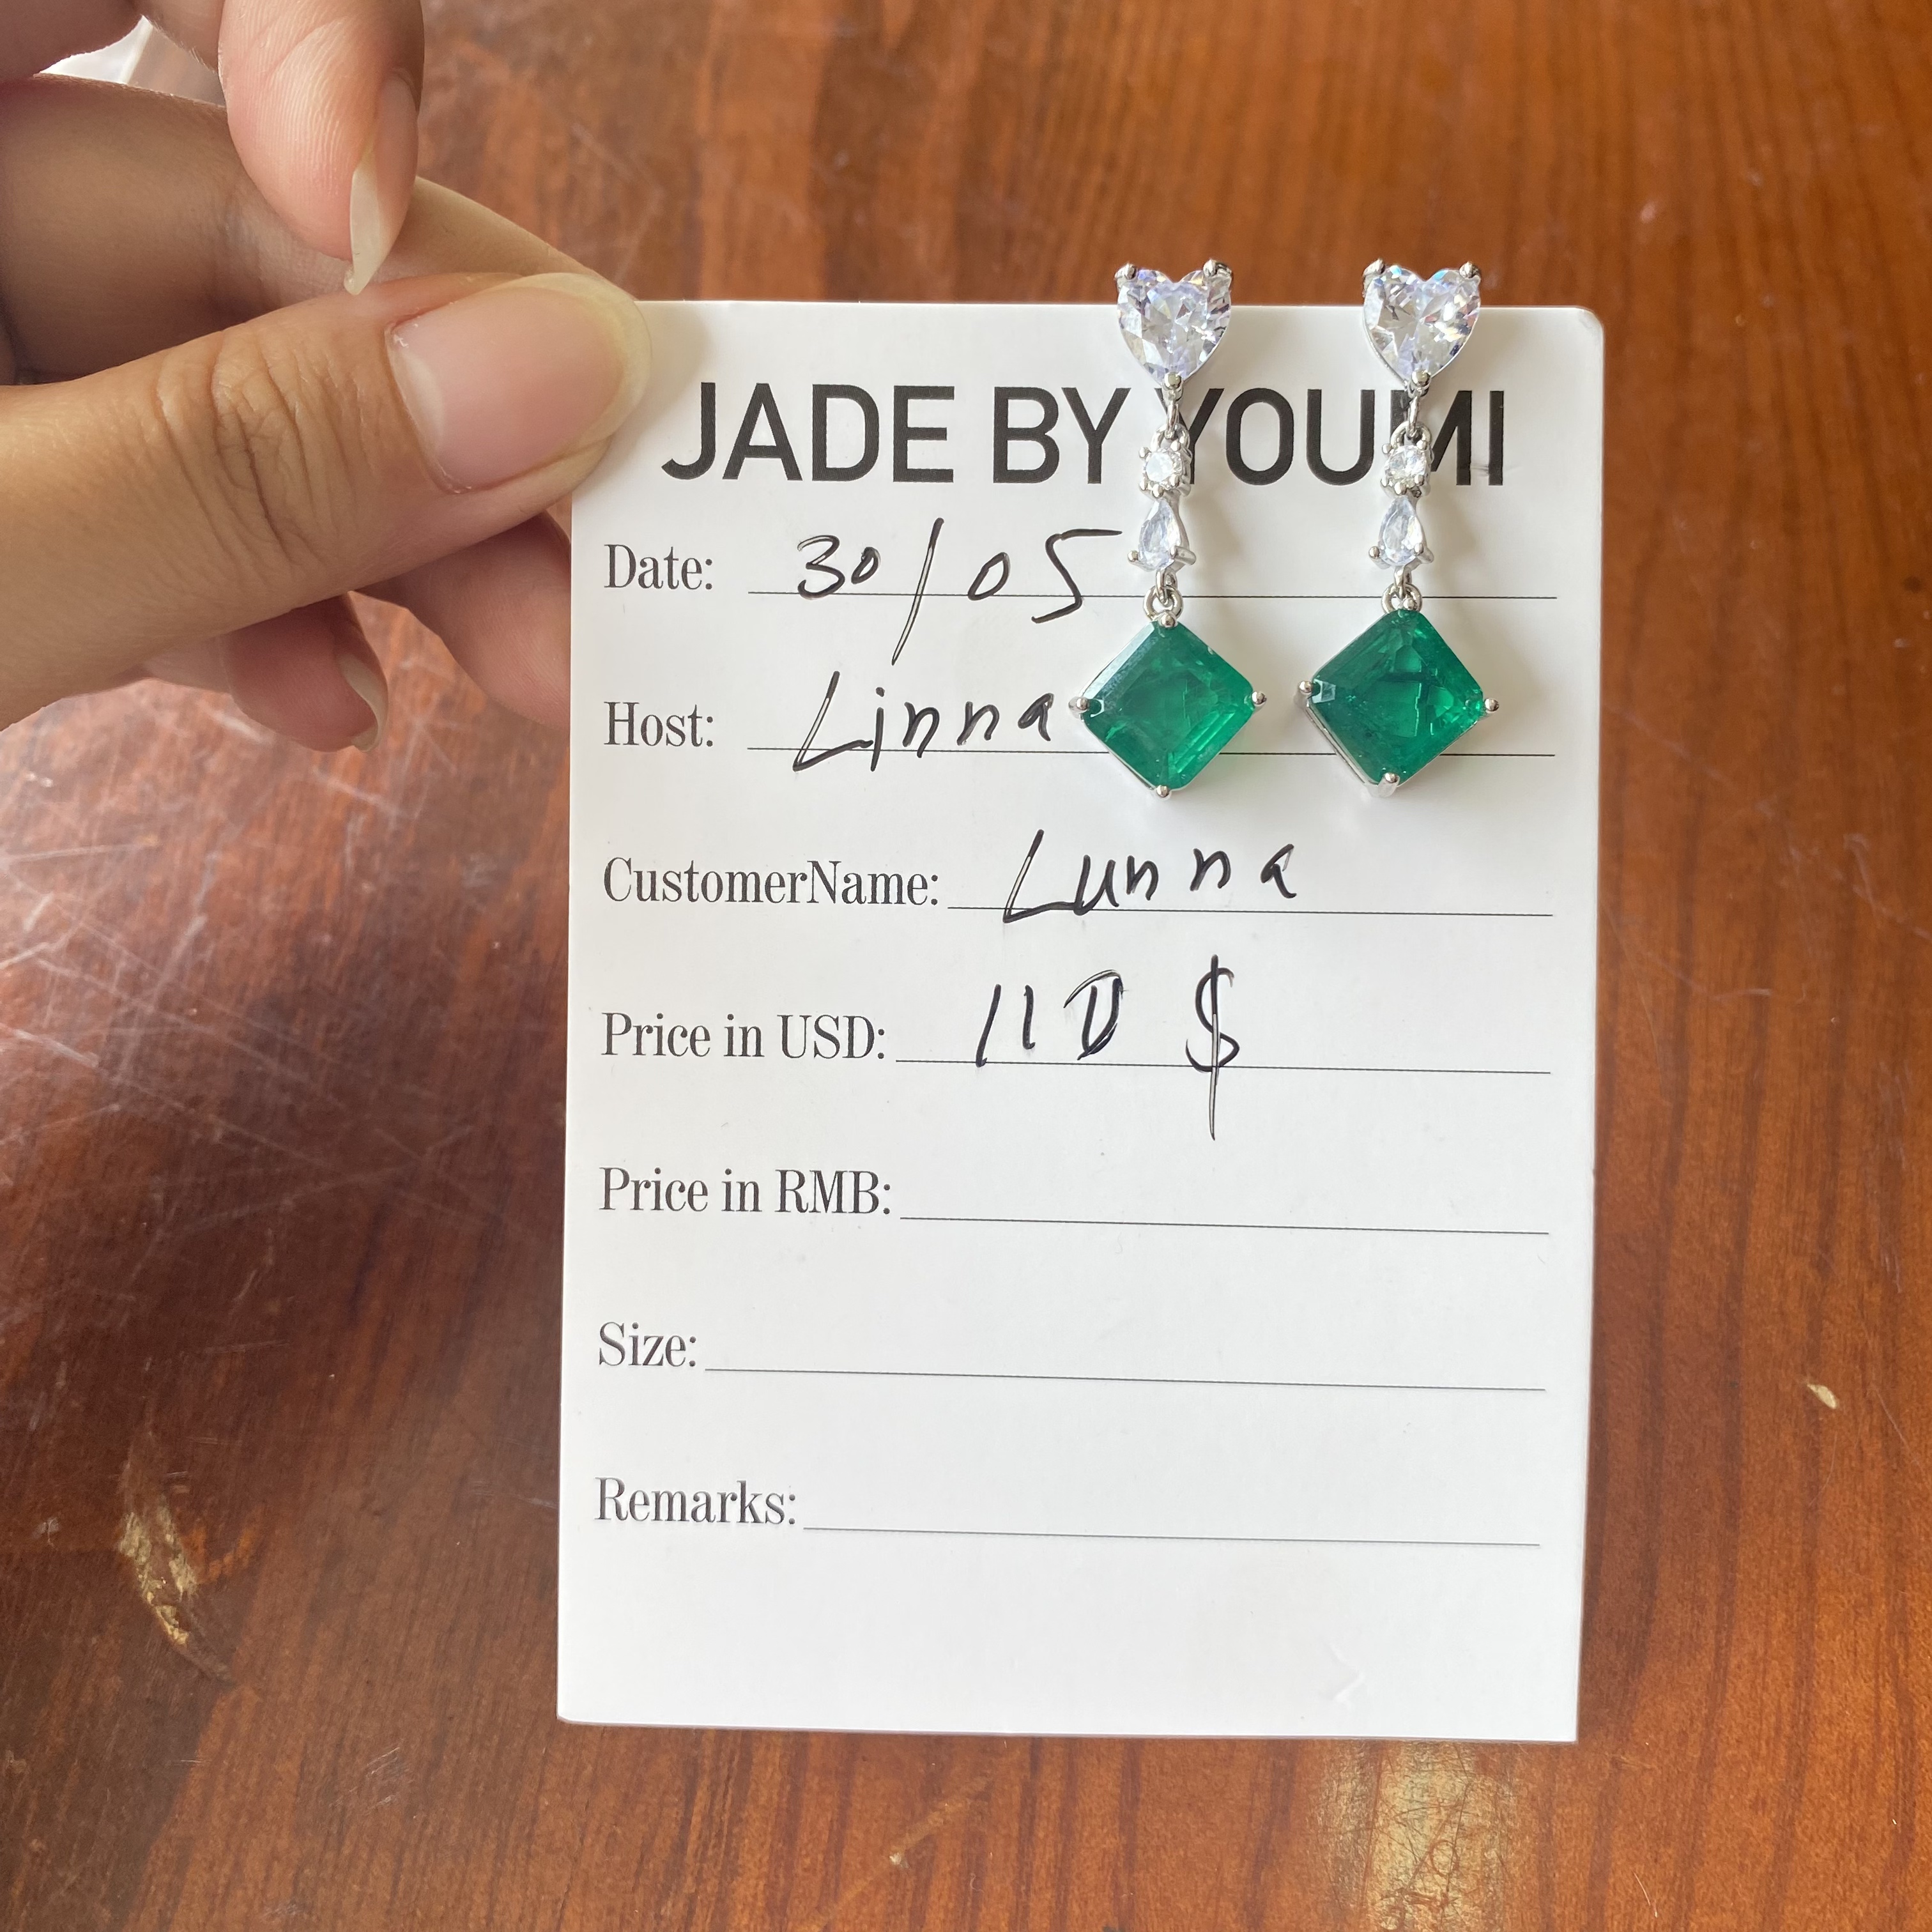 JADE BY YOUMI
Date: 30/05
Host: Linna
CustomerName: Lunna
Price in USD: 110 $
Price in RMB:
Size:
Remarks: